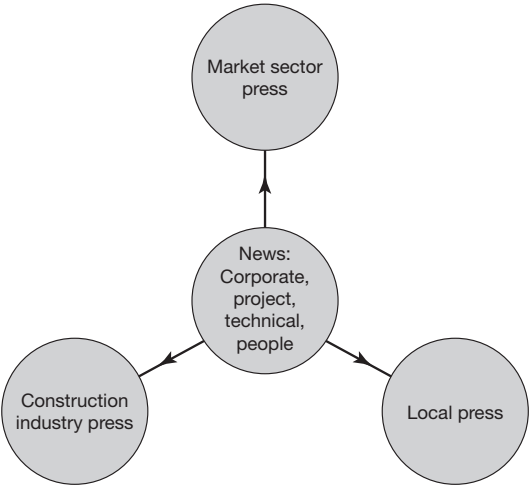 Market sector
press
News:
Corporate,
project,
technical,
people
Construction
industry press
Local press